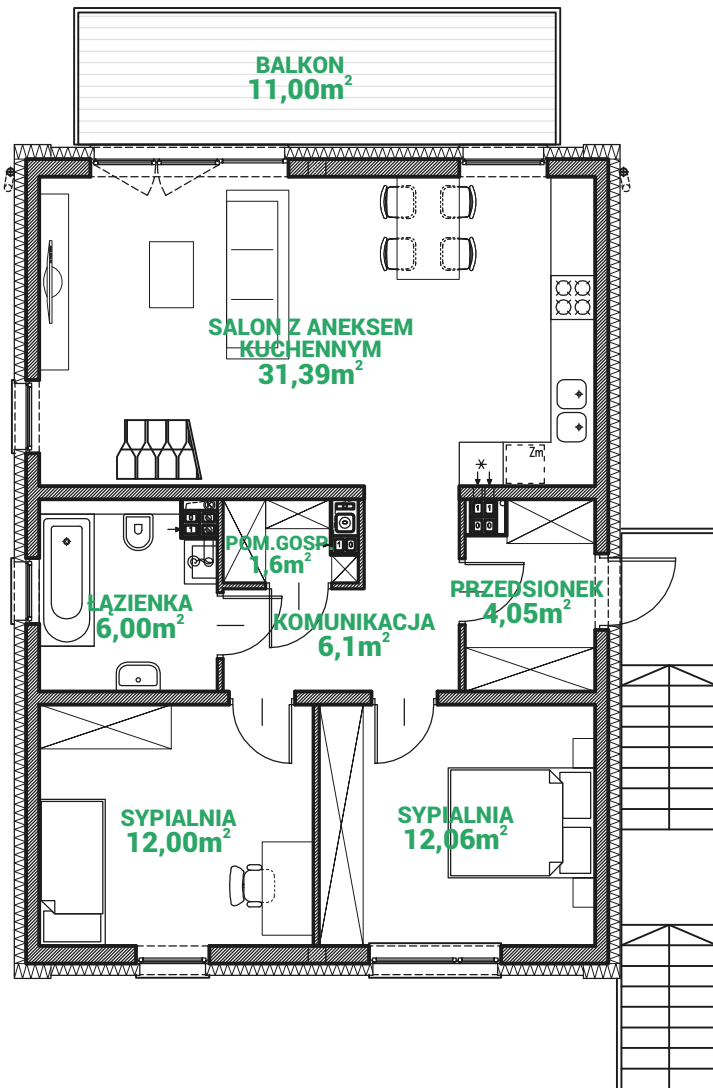 BALKON
11,00m²
SALON Z ANEKSEM
KUCHENNYM
31,39m²
Zm
POM.GOSP.
1,6m²
ŁAZIENKA
6,00m²
KOMUNIKACJA
6,1m²
PRZEDSIONEK
4,05m²
SYPIALNIA
12,00m²
SYPIALNIA
12,06m²